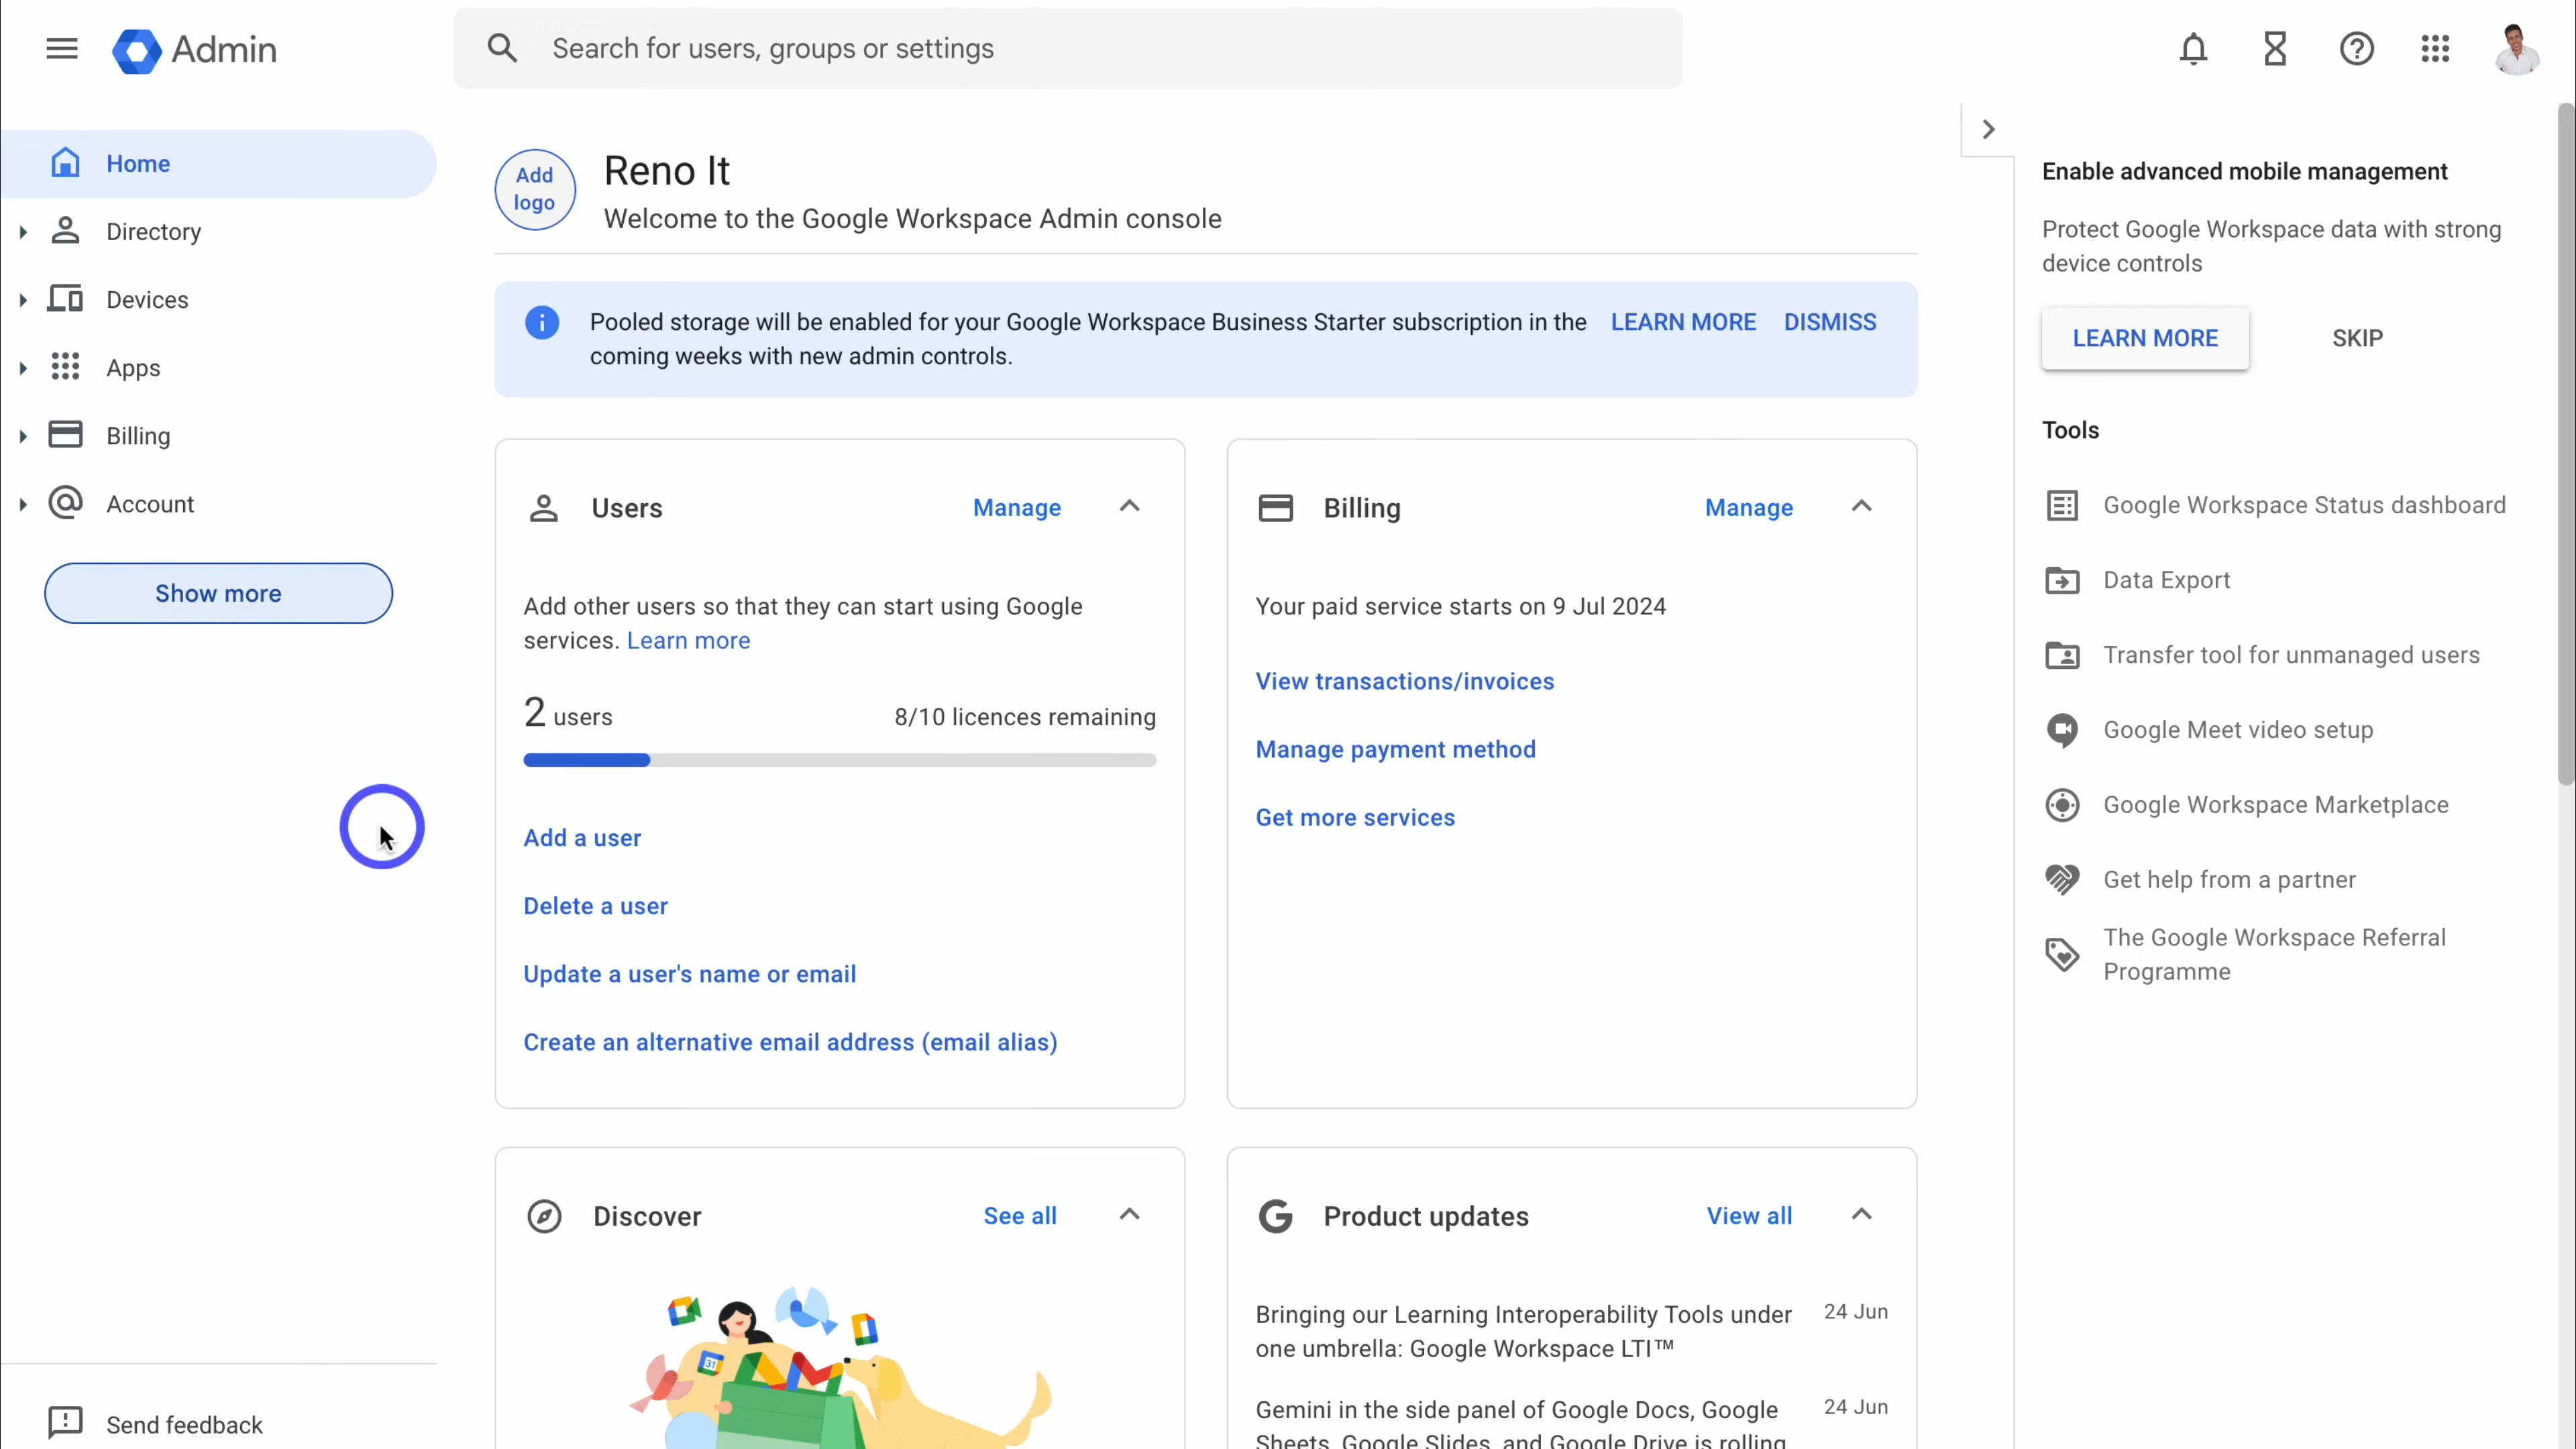 Admin
Search for users, groups or settings
Home
Directory
Devices
Apps
Billing
Account
Show more
Send feedback
Add
logo
Reno It
Welcome to the Google Workspace Admin console
Pooled storage will be enabled for your Google Workspace Business Starter subscription in the
coming weeks with new admin controls.
LEARN MORE DISMISS
Users Manage
Add other users so that they can start using Google
services. Learn more
2 users 8/10 licences remaining
Add a user
Delete a user
Update a user's name or email
Create an alternative email address (email alias)
Billing Manage
Your paid service starts on 9 Jul 2024
View transactions/invoices
Manage payment method
Get more services
Discover See all
31
Product updates View all
Bringing our Learning Interoperability Tools under 24 Jun
one umbrella: Google Workspace LTI™
Gemini in the side panel of Google Docs, Google 24 Jun
Sheets, Google Slides, and Google Drive is rolling
Enable advanced mobile management
Protect Google Workspace data with strong
device controls
LEARN MORE SKIP
Tools
Google Workspace Status dashboard
Data Export
Transfer tool for unmanaged users
Google Meet video setup
Google Workspace Marketplace
Get help from a partner
The Google Workspace Referral
Programme